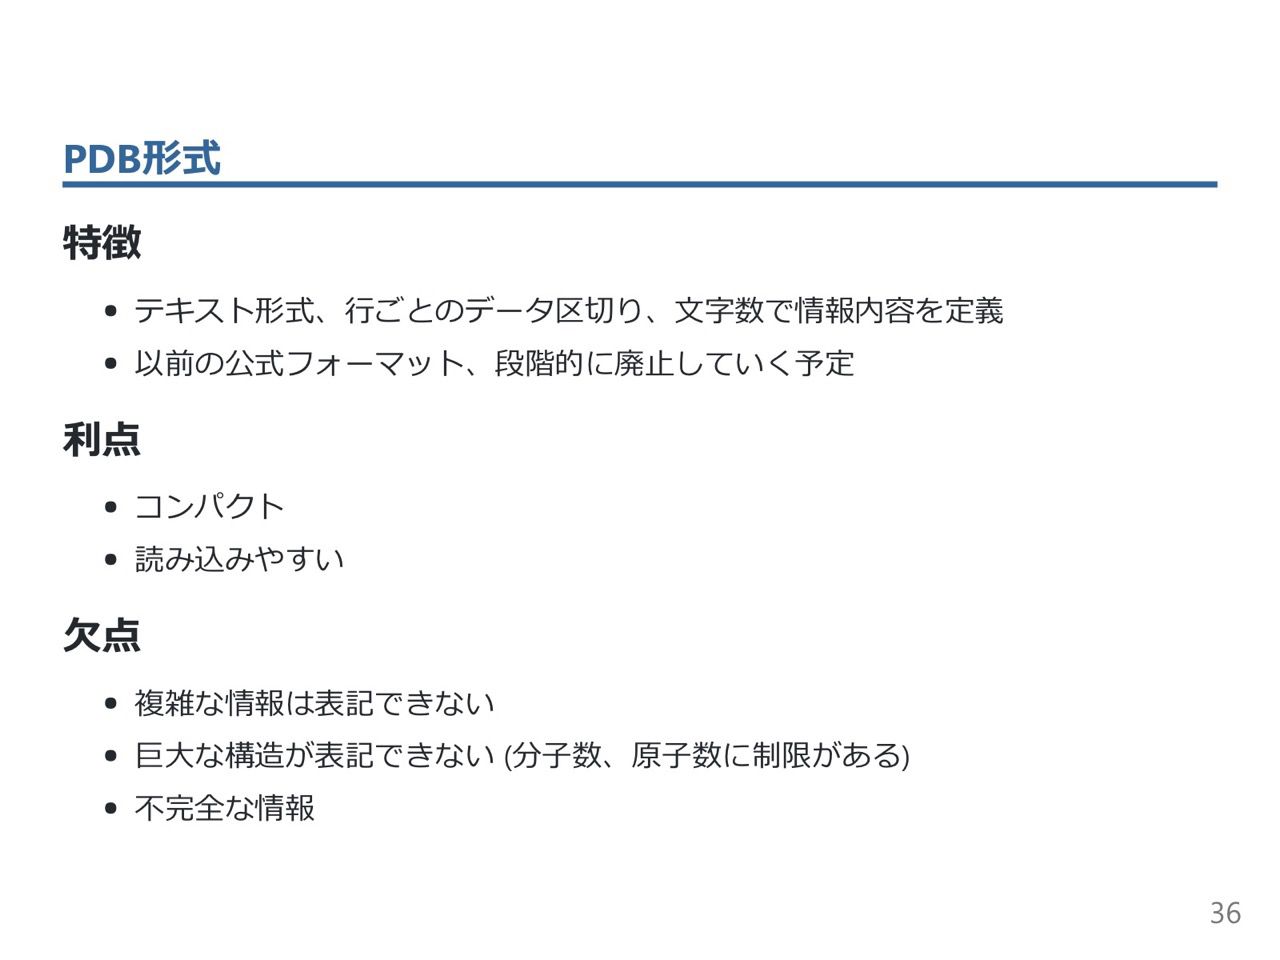 PDB形式
特徴
• テキスト形式、行ごとのデータ区切り、文字数で情報内容を定義
• 以前の公式フォーマット、段階的に廃止していく予定
利点
• コンパクト
• 読み込みやすい
欠点
• 複雑な情報は表記できない
• 巨大な構造が表記できない (分子数、原子数に制限がある)
• 不完全な情報
36